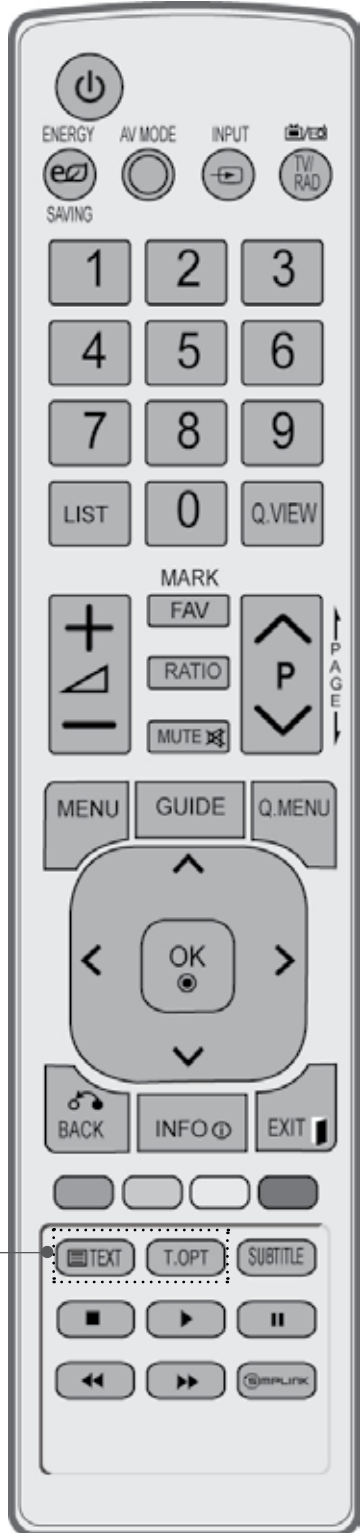 ENERGY AV MODE INPUT
TV/
RAD
SAVING
1 2 3
4 5 6
7 8 9
LIST 0 Q.VIEW
MARK
FAV
RATIO P
MUTE
PAGE
MENU GUIDE Q.MENU
OK
BACK INFO EXIT
TEXT T.OPT SUBTITLE
SIMPLINK